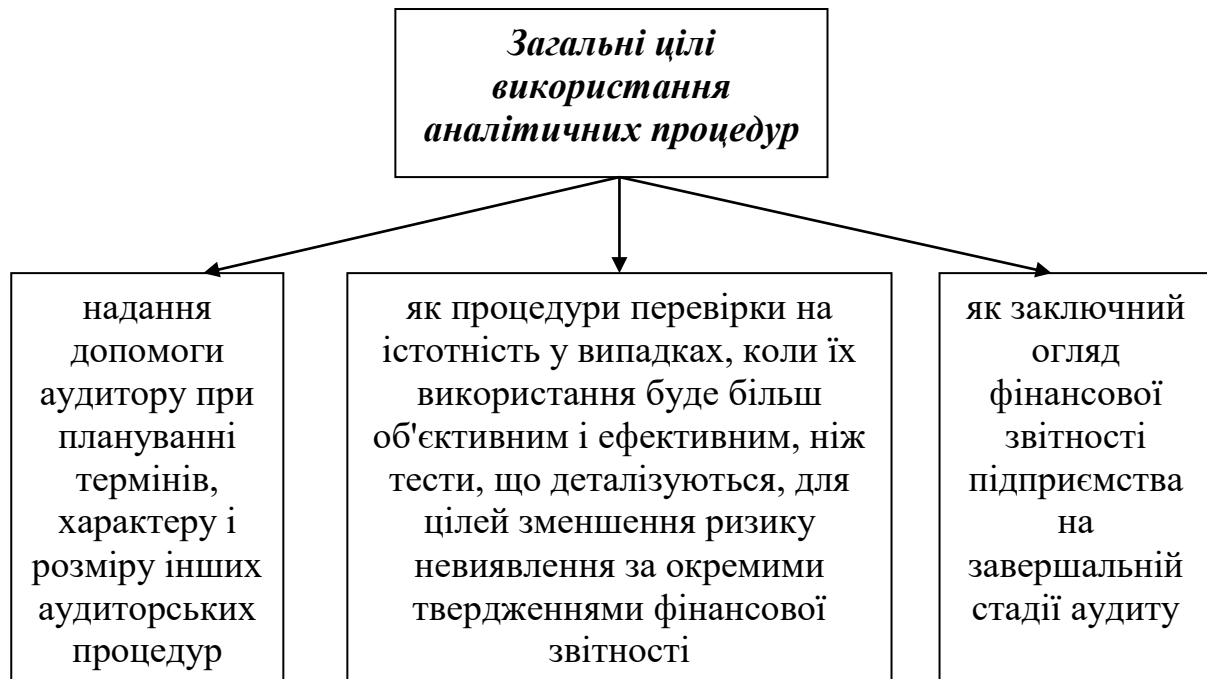 Загальні цілі
використання
аналітичних процедур
надання
допомоги
аудитору при
плануванні
термінів,
характеру і
розміру інших
аудиторських
процедур
як процедури перевірки на
істотність у випадках, коли їх
використання буде більш
об'єктивним і ефективним, ніж
тести, що деталізуються, для
цілей зменшення ризику
невиявлення за окремими
твердженнями фінансової
звітності
як заключний
огляд
фінансової
звітності
підприємства
на
завершальній
стадії аудиту